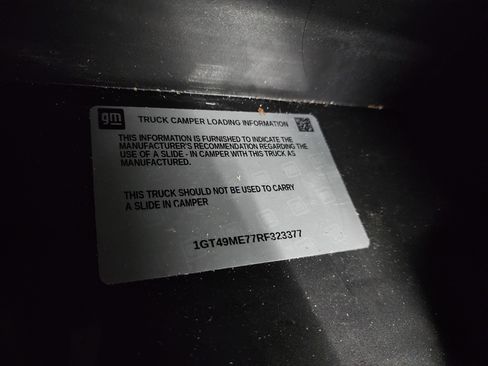 gm
TRUCK CAMPER LOADING INFORMATION
THIS INFORMATION IS FURNISHED TO INDICATE THE
MANUFACTURER'S RECOMMENDATION REGARDING THE
USE OF A SLIDE - IN CAMPER WITH THIS TRUCK AS
MANUFACTURED.
THIS TRUCK SHOULD NOT BE USED TO CARRY
A SLIDE IN CAMPER
1GT49ME77RF323377